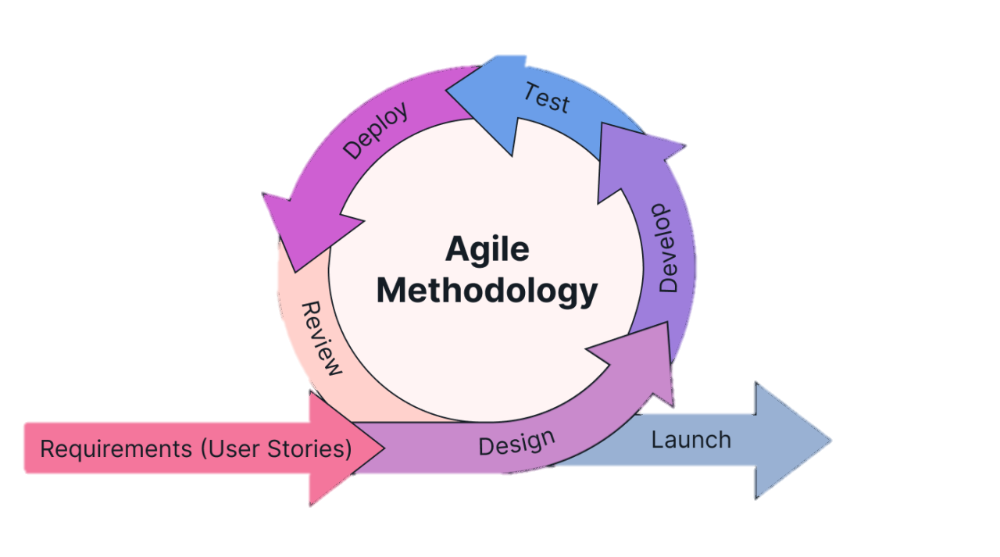 Test
Deploy
Develop
Agile
Methodology
Review
Design
Launch
Requirements (User Stories)